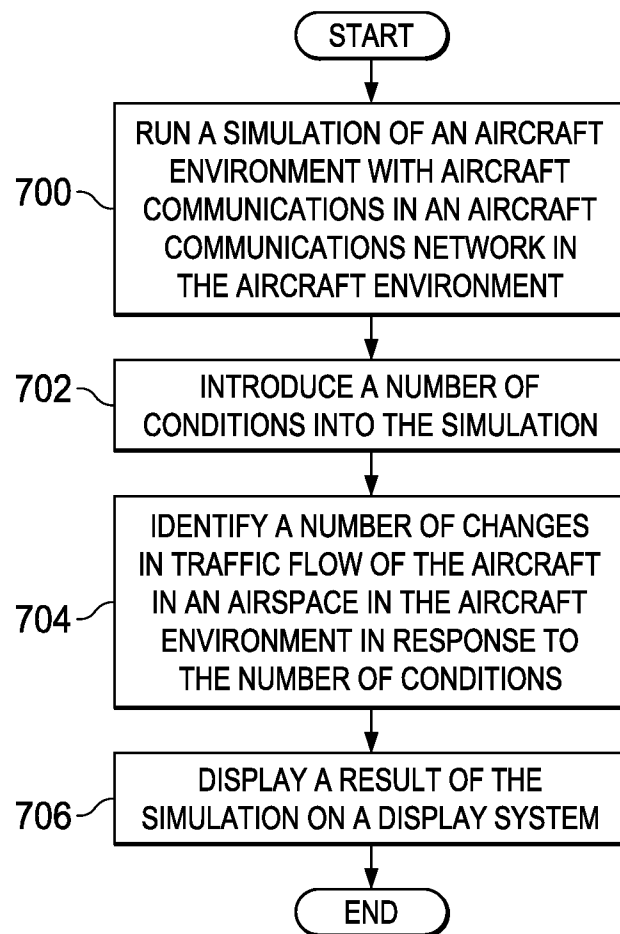 START
700
RUN A SIMULATION OF AN AIRCRAFT
ENVIRONMENT WITH AIRCRAFT
COMMUNICATIONS IN AN AIRCRAFT
COMMUNICATIONS NETWORK IN
THE AIRCRAFT ENVIRONMENT
702
INTRODUCE A NUMBER OF
CONDITIONS INTO THE SIMULATION
704
IDENTIFY A NUMBER OF CHANGES
IN TRAFFIC FLOW OF THE AIRCRAFT
IN AN AIRSPACE IN THE AIRCRAFT
ENVIRONMENT IN RESPONSE TO
THE NUMBER OF CONDITIONS
706
DISPLAY A RESULT OF THE
SIMULATION ON A DISPLAY SYSTEM
END